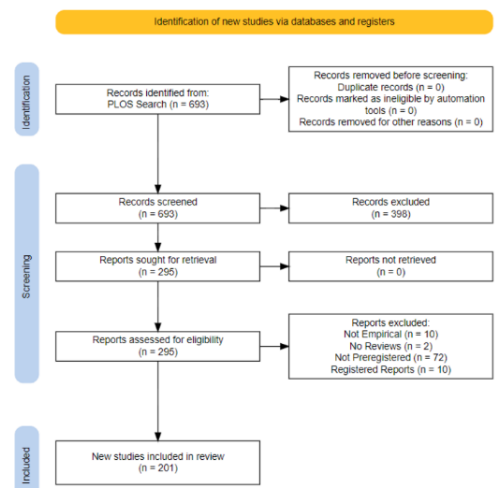 Identification of new studies via databases and registers
Identification
Records identified from:
PLOS Search (n = 693)
Records removed before screening:
Duplicate records (n = 0)
Records marked as ineligible by automation
tools (n = 0)
Records removed for other reasons (n = 0)
Screening
Records screened
(n = 693)
Records excluded
(n = 398)
Reports sought for retrieval
(n = 295)
Reports not retrieved
(n = 0)
Reports assessed for eligibility
(n = 295)
Reports excluded:
Not Empirical (n = 10)
No Reviews (n = 2)
Not Preregistered (n = 72)
Registered Reports (n = 10)
Included
New studies included in review
(n = 201)